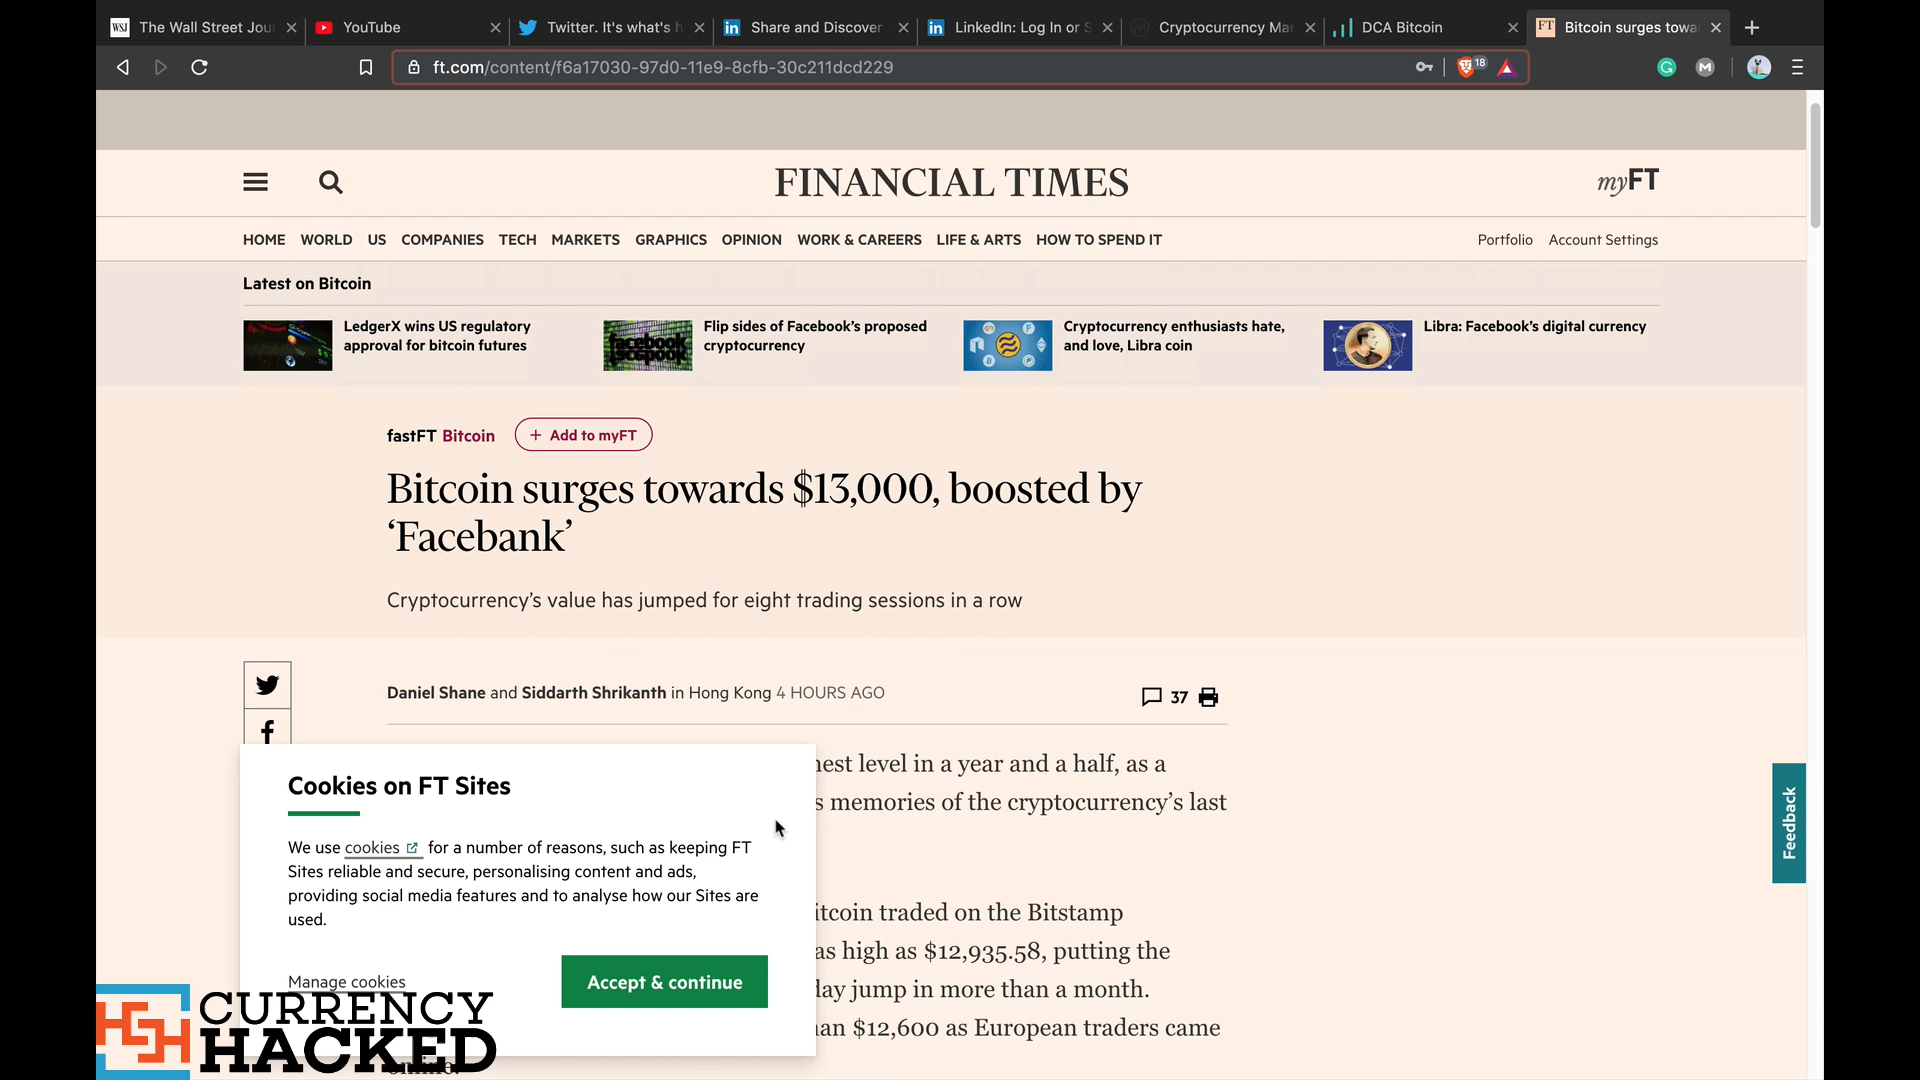 The Wall Street Jour
YouTube
Twitter. It's what's h
Share and Discover
LinkedIn: Log In or S
Cryptocurrency Mar
DCA Bitcoin
FT
Bitcoin surges towa
ft.com/content/f6a17030-97d0-11e9-8cfb-30c211dcd229
18
FINANCIAL TIMES
myFT
HOME WORLD US COMPANIES TECH MARKETS GRAPHICS OPINION WORK & CAREERS LIFE & ARTS HOW TO SPEND IT
Portfolio Account Settings
Latest on Bitcoin
LedgerX wins US regulatory
approval for bitcoin futures
Flip sides of Facebook's proposed
cryptocurrency
Cryptocurrency enthusiasts hate,
and love, Libra coin
Libra: Facebook's digital currency
fastFT Bitcoin + Add to myFT
Bitcoin surges towards $13,000, boosted by
‘Facebank’
Cryptocurrency's value has jumped for eight trading sessions in a row
Daniel Shane and Siddarth Shrikanth in Hong Kong 4 HOURS AGO
37
hest level in a year and a half, as a
s memories of the cryptocurrency's last
itcoin traded on the Bitstamp
as high as $12,935.58, putting the
day jump in more than a month.
an $12,600 as European traders came
online.
Cookies on FT Sites
We use cookies for a number of reasons, such as keeping FT
Sites reliable and secure, personalising content and ads,
providing social media features and to analyse how our Sites are
used.
Manage cookies
Accept & continue
Feedback
CURRENCY
HACKED